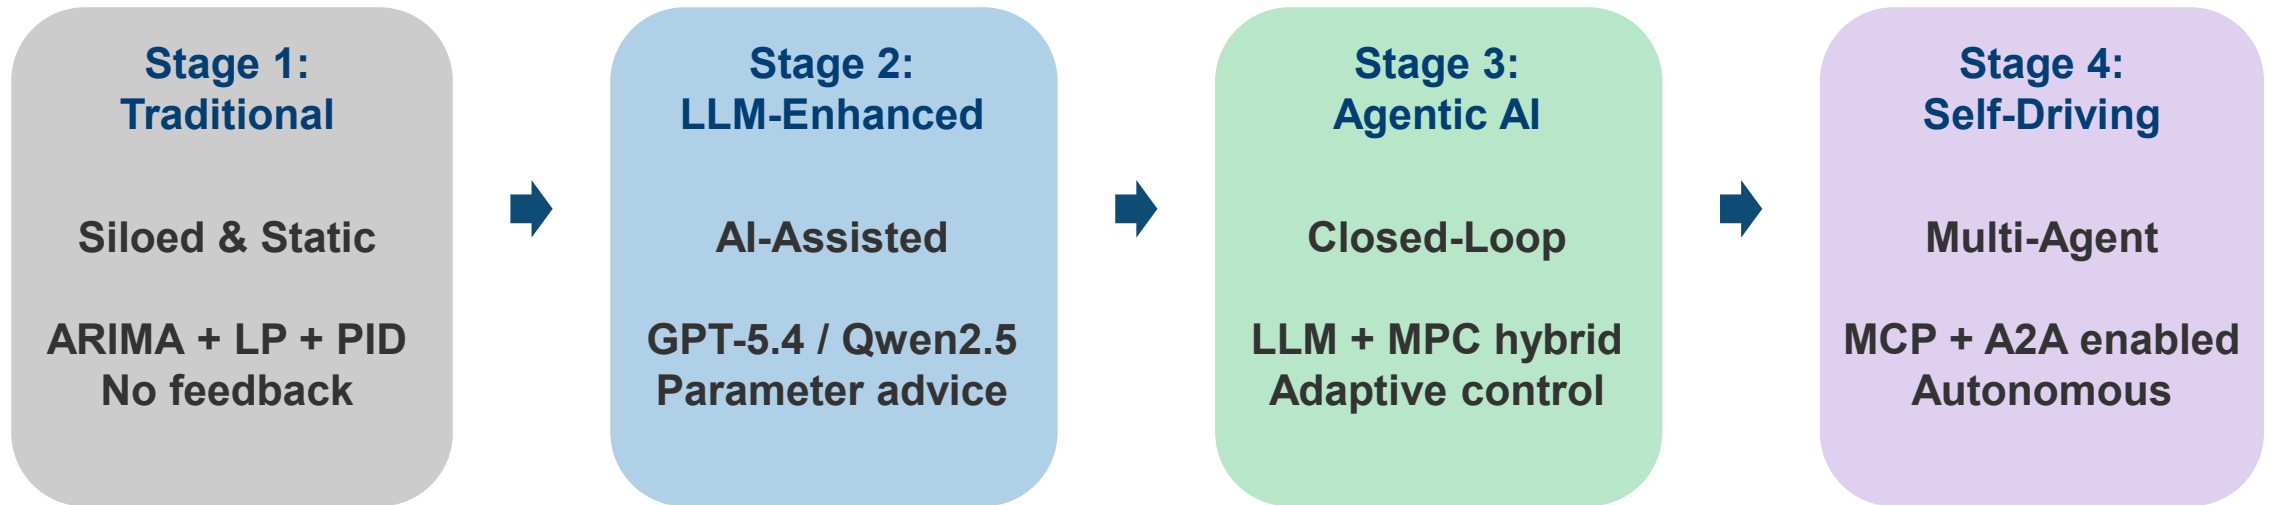 Stage 1:
Traditional
Siloed & Static
ARIMA + LP + PID
No feedback
Stage 2:
LLM-Enhanced
AI-Assisted
GPT-5.4 / Qwen2.5
Parameter advice
Stage 3:
Agentic AI
Closed-Loop
LLM + MPC hybrid
Adaptive control
Stage 4:
Self-Driving
Multi-Agent
MCP + A2A enabled
Autonomous